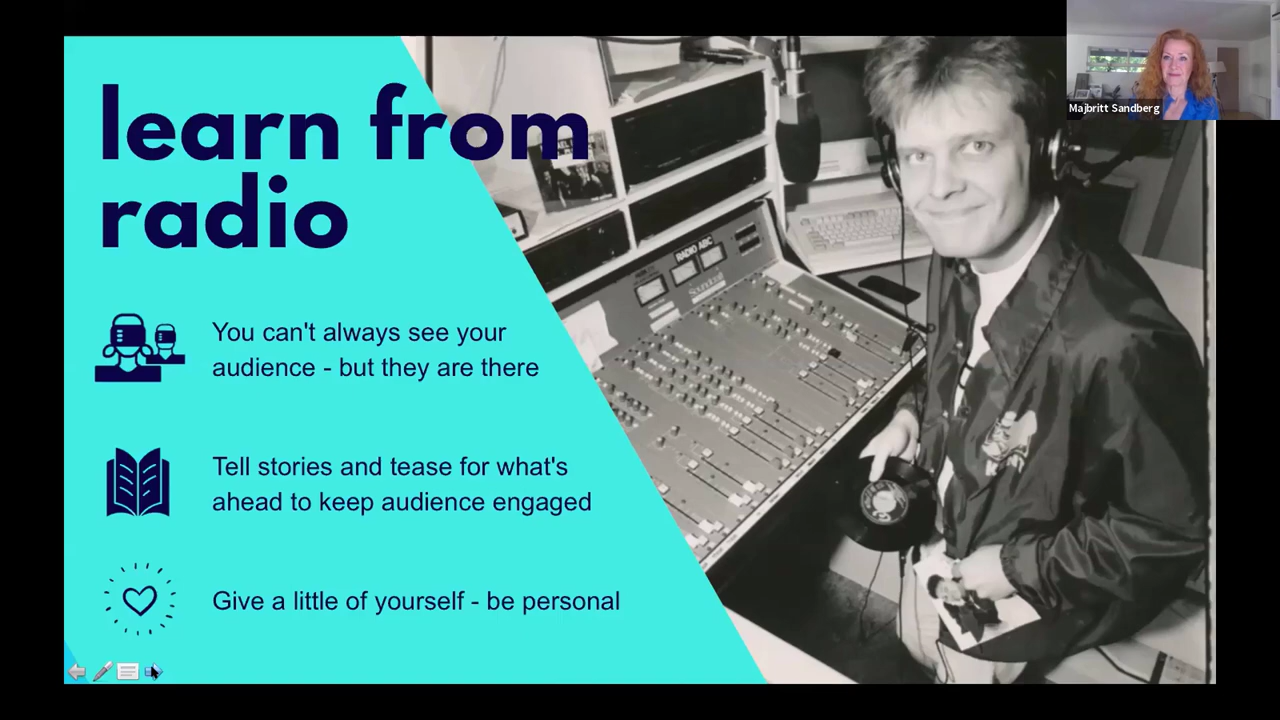 learn from
radio
You can't always see your
audience - but they are there
Tell stories and tease for what's
ahead to keep audience engaged
Give a little of yourself - be personal
RADIO ABC
Soundcraft
Majbritt Sandberg